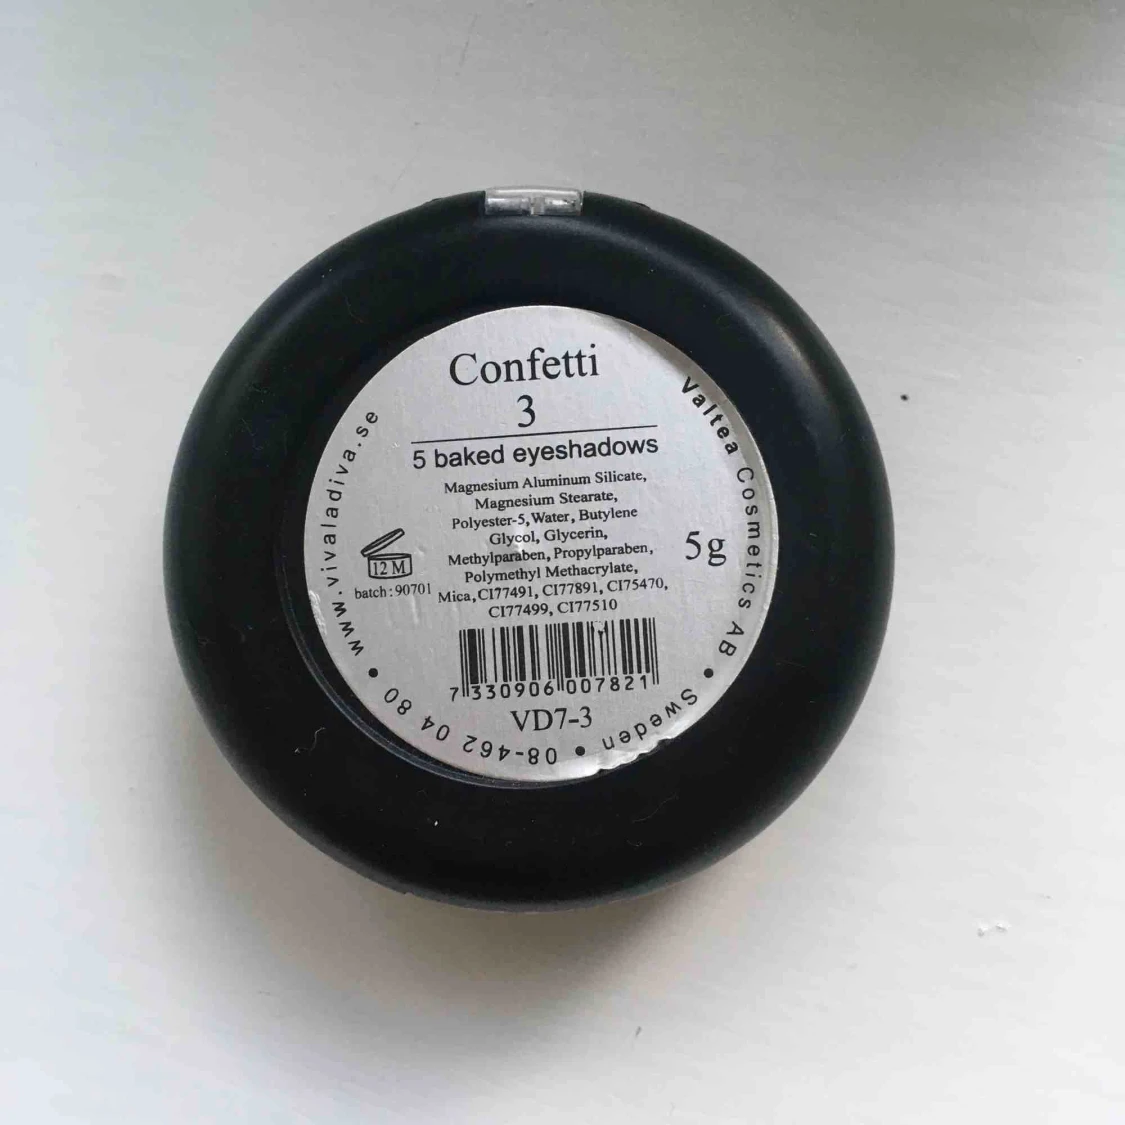 Confetti
3
5 baked eyeshadows
Magnesium Aluminum Silicate,
Magnesium Stearate,
Polyester-5, Water, Butylene
Glycol, Glycerin,
Methylparaben, Propylparaben,
Polymethyl Methacrylate,
Mica, CI77491, CI77891, CI75470,
CI77499, CI77510
12 M
batch: 90701
5g
7 330906 007821
VD7-3
Valtea Cosmetics AB • Sweden • 08-462 04 80 • www.vivaladiva.se